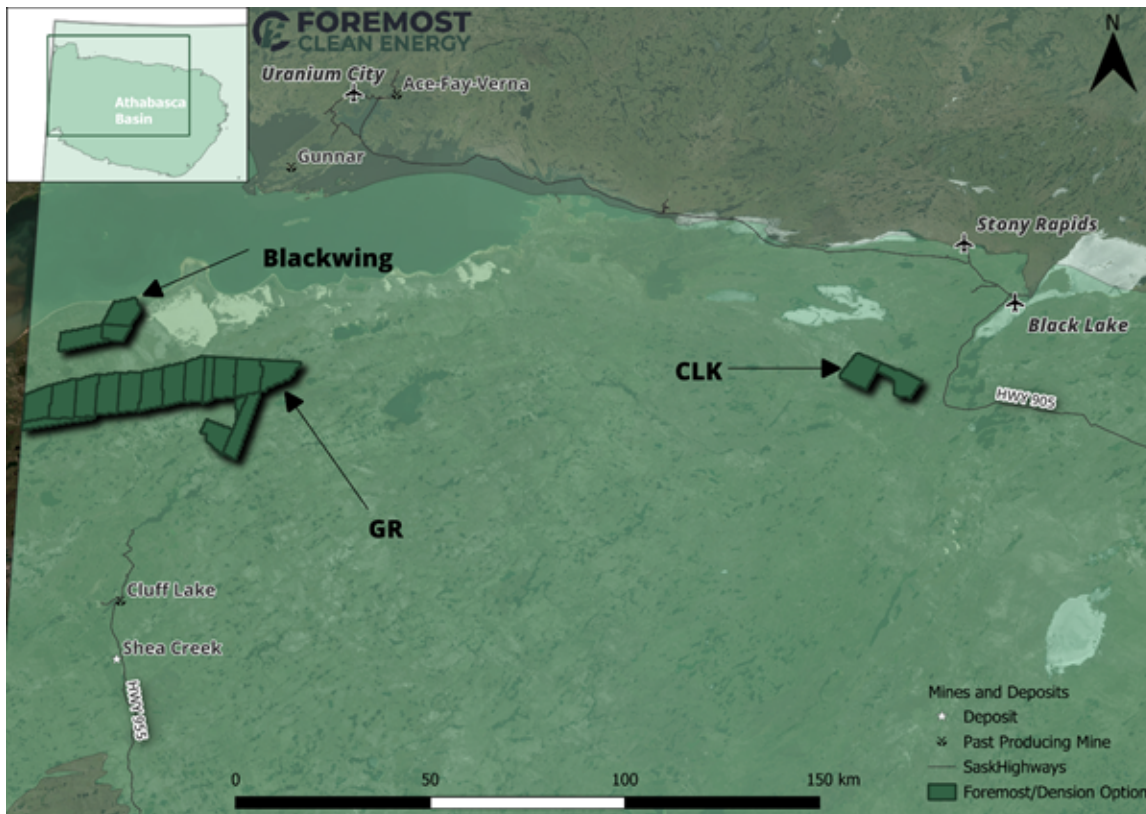 FOREMOST
CLEAN ENERGY
N
Athabasca
Basin
Uranium City
Ace-Fay-Verna
Gunnar
Stony Rapids
Blackwing
Black Lake
CLK
HWY 905
GR
Cluff Lake
Shea Creek
HWY 955
Mines and Deposits
Deposit
Past Producing Mine
SaskHighways
Foremost/Dension Option
0 50 100 150 km